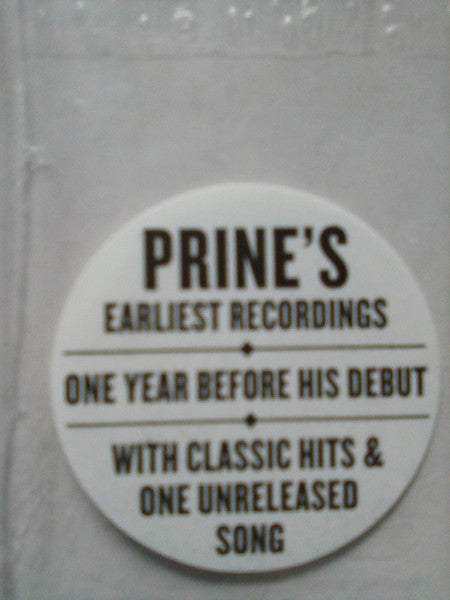 PRINE'S
EARLIEST RECORDINGS
ONE YEAR BEFORE HIS DEBUT
WITH CLASSIC HITS &
ONE UNRELEASED
SONG